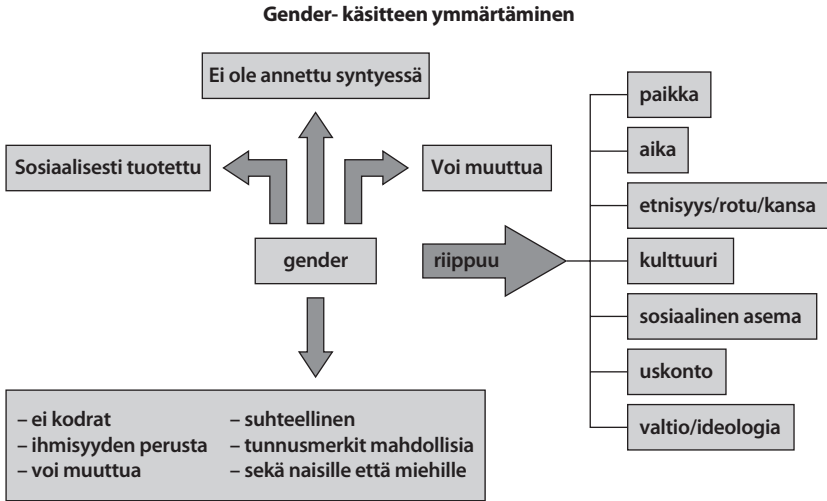 Gender- käsitteen ymmärtäminen
Ei ole annettu syntyessä
Sosiaalisesti tuotettu
Voi muuttua
gender
riippuu
paikka
aika
etnisyys/rotu/kansa
kulttuuri
sosiaalinen asema
uskonto
valtio/ideologia
– ei kodrat
– ihmisyyden perusta
– voi muuttua
– suhteellinen
– tunnusmerkit mahdollisia
– sekä naisille että miehille